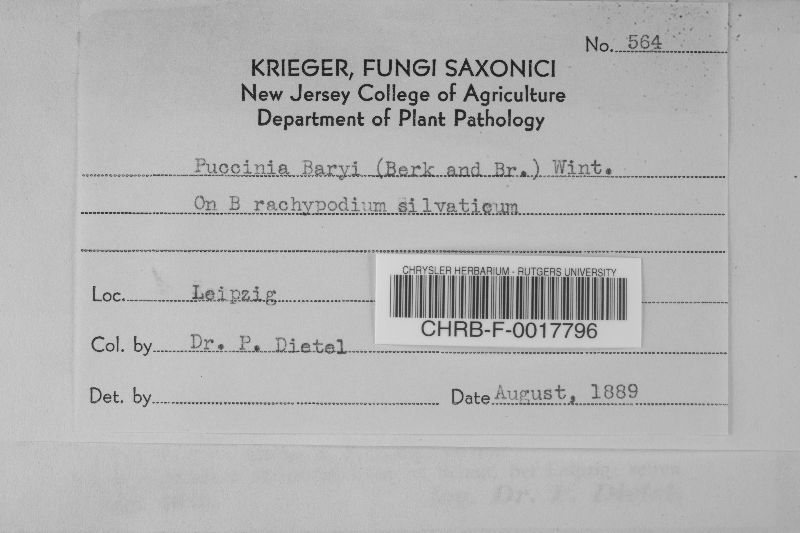 No. 564
KRIEGER, FUNGI SAXONICI
New Jersey College of Agriculture
Department of Plant Pathology
Puccinia Baryi (Berk and Br.) Wint.
On B rachypodium silvaticum
CHRYSLER HERBARIUM - RUTGERS UNIVERSITY
Loc. Leipzig
CHRB-F-0017796
Col. by Dr. P. Dietel
Det. by
Date August, 1889
Dr. P. Dietel.